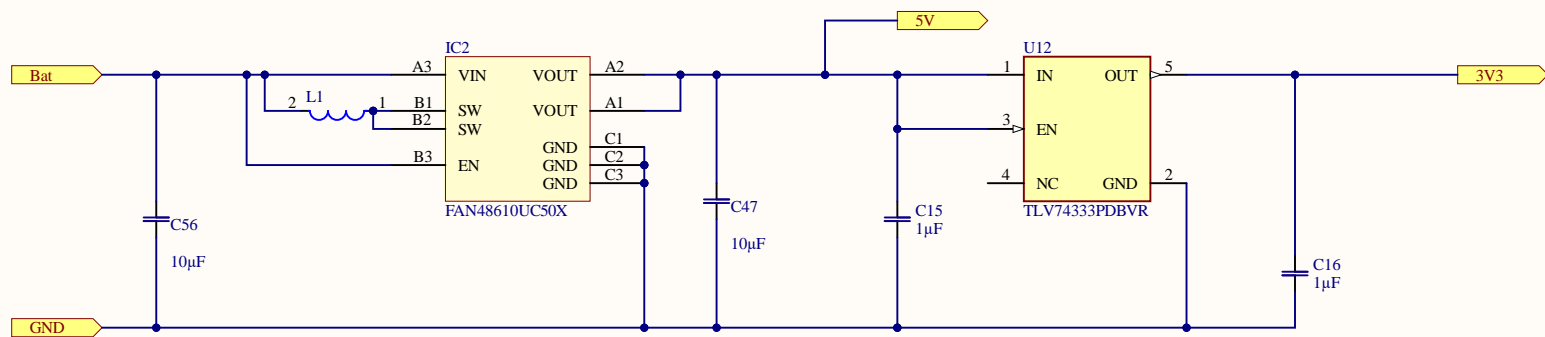 5V
IC2
U12
Bat
A3 VIN VOUT A2
1 IN OUT 5
3V3
L1
2 1 B1 SW VOUT A1
B2 SW
3 EN
GND C1
B3 EN GND C2
GND C3
4 NC GND 2
FAN48610UC50X
TLV74333PDBVR
C56
10µF
C47
10µF
C15
1µF
C16
1µF
GND